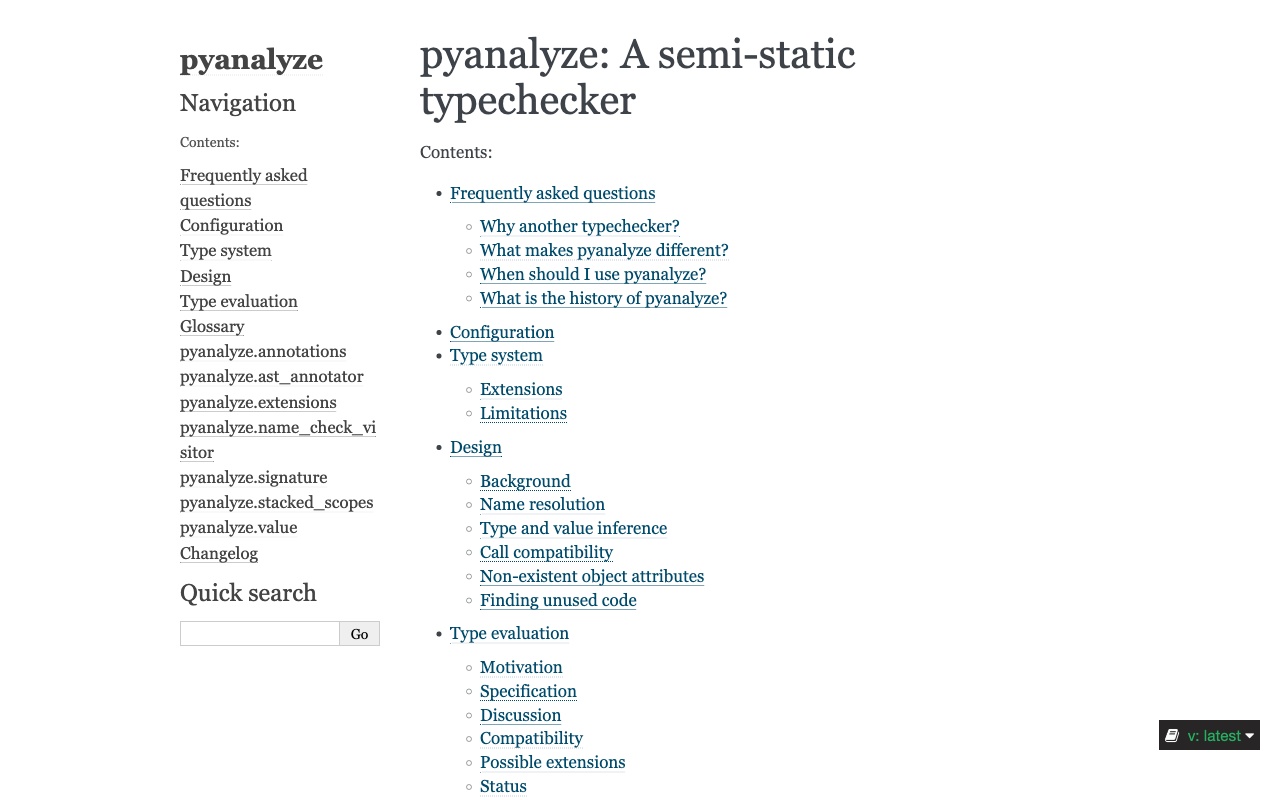 pyanalyze
Navigation
Contents:
Frequently asked
questions
Configuration
Type system
Design
Type evaluation
Glossary
pyanalyze.annotations
pyanalyze.ast_annotator
pyanalyze.extensions
pyanalyze.name_check_vi
sitor
pyanalyze.signature
pyanalyze.stacked_scopes
pyanalyze.value
Changelog
Quick search
Go
pyanalyze: A semi-static
typechecker
Contents:
Frequently asked questions
Why another typechecker?
What makes pyanalyze different?
When should I use pyanalyze?
What is the history of pyanalyze?
Configuration
Type system
Extensions
Limitations
Design
Background
Name resolution
Type and value inference
Call compatibility
Non-existent object attributes
Finding unused code
Type evaluation
Motivation
Specification
Discussion
Compatibility
Possible extensions
Status
v: latest